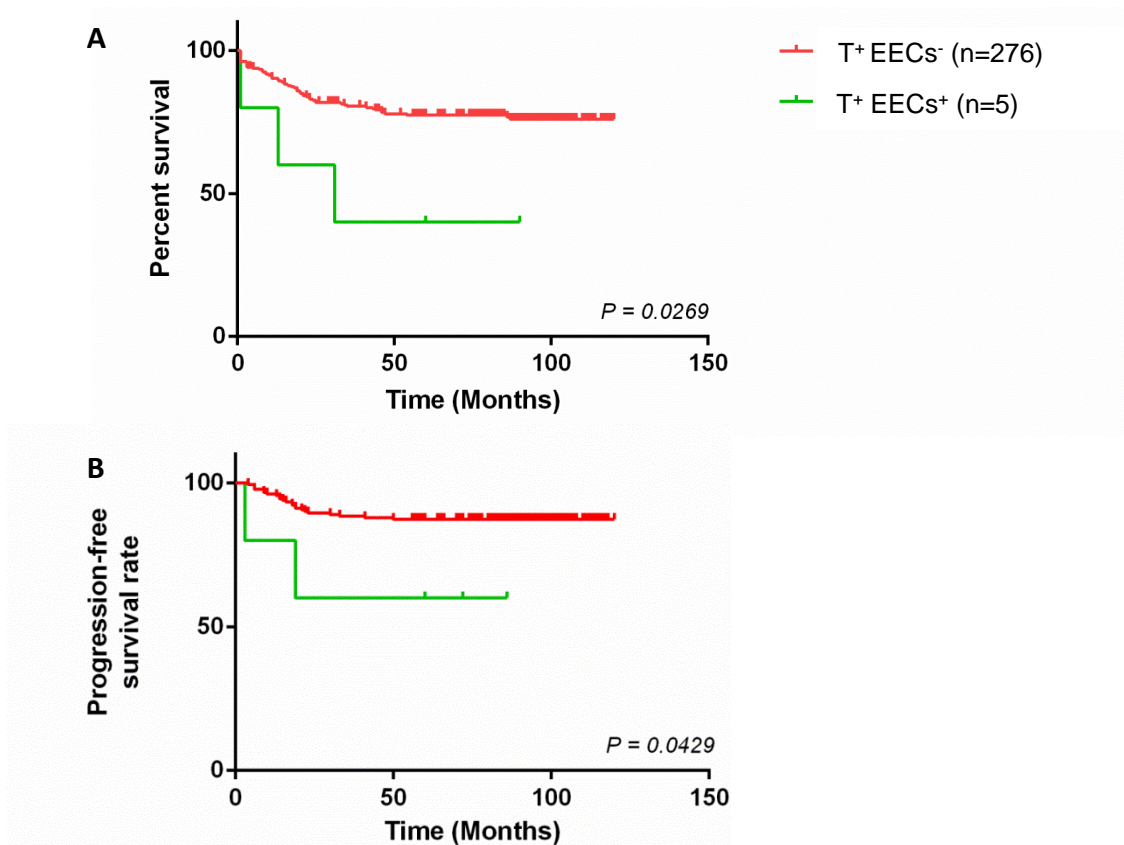 A
T⁺ EECs⁻ (n=276)
T⁺ EECs⁺ (n=5)
Percent survival
100
50
0
P = 0.0269
0 50 100 150
Time (Months)
B
Progression-free
survival rate
100
50
0
P = 0.0429
0 50 100 150
Time (Months)